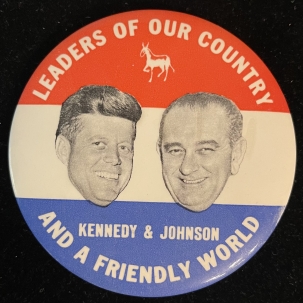 LEADERS OF OUR COUNTRY
KENNEDY & JOHNSON
AND A FRIENDLY WORLD